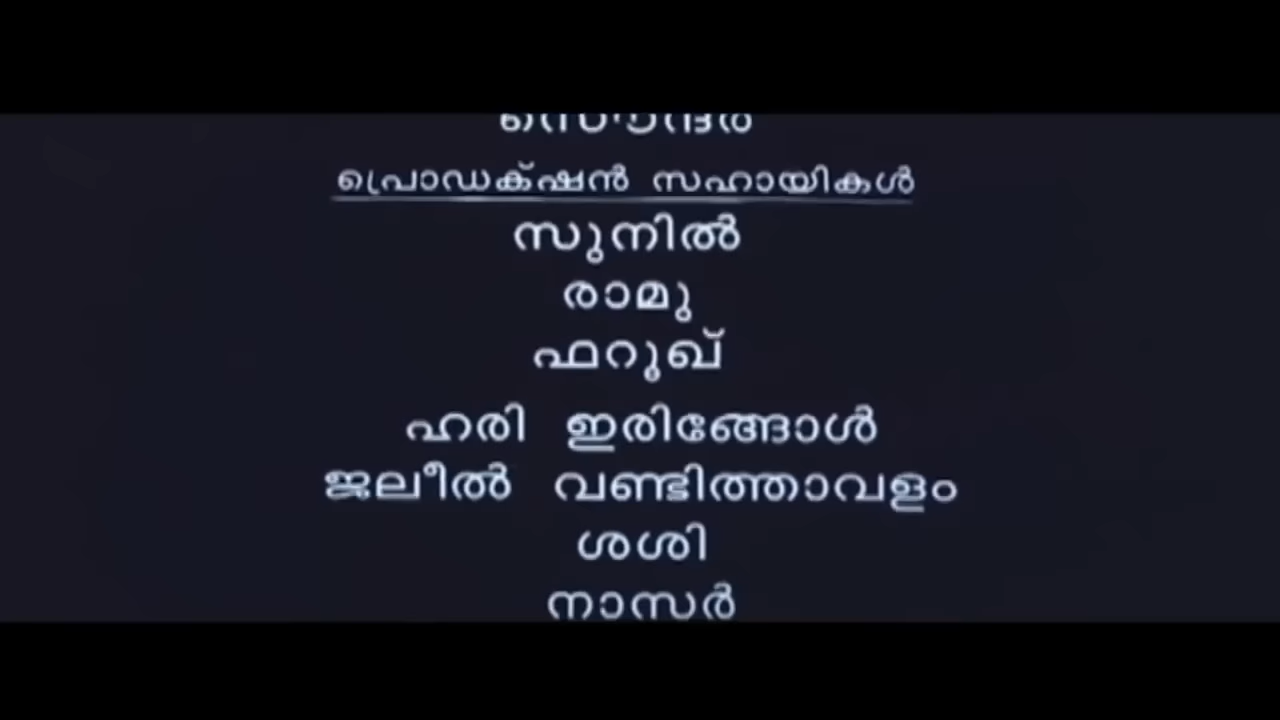 പ്രൊഡക്ഷൻ സഹായികൾ
സുനിൽ
രാമു
ഫറൂഖ്
ഹരി ഇരിങ്ങോൾ
ജലീൽ വണ്ടിത്താവളം
ശശി
നാസർ